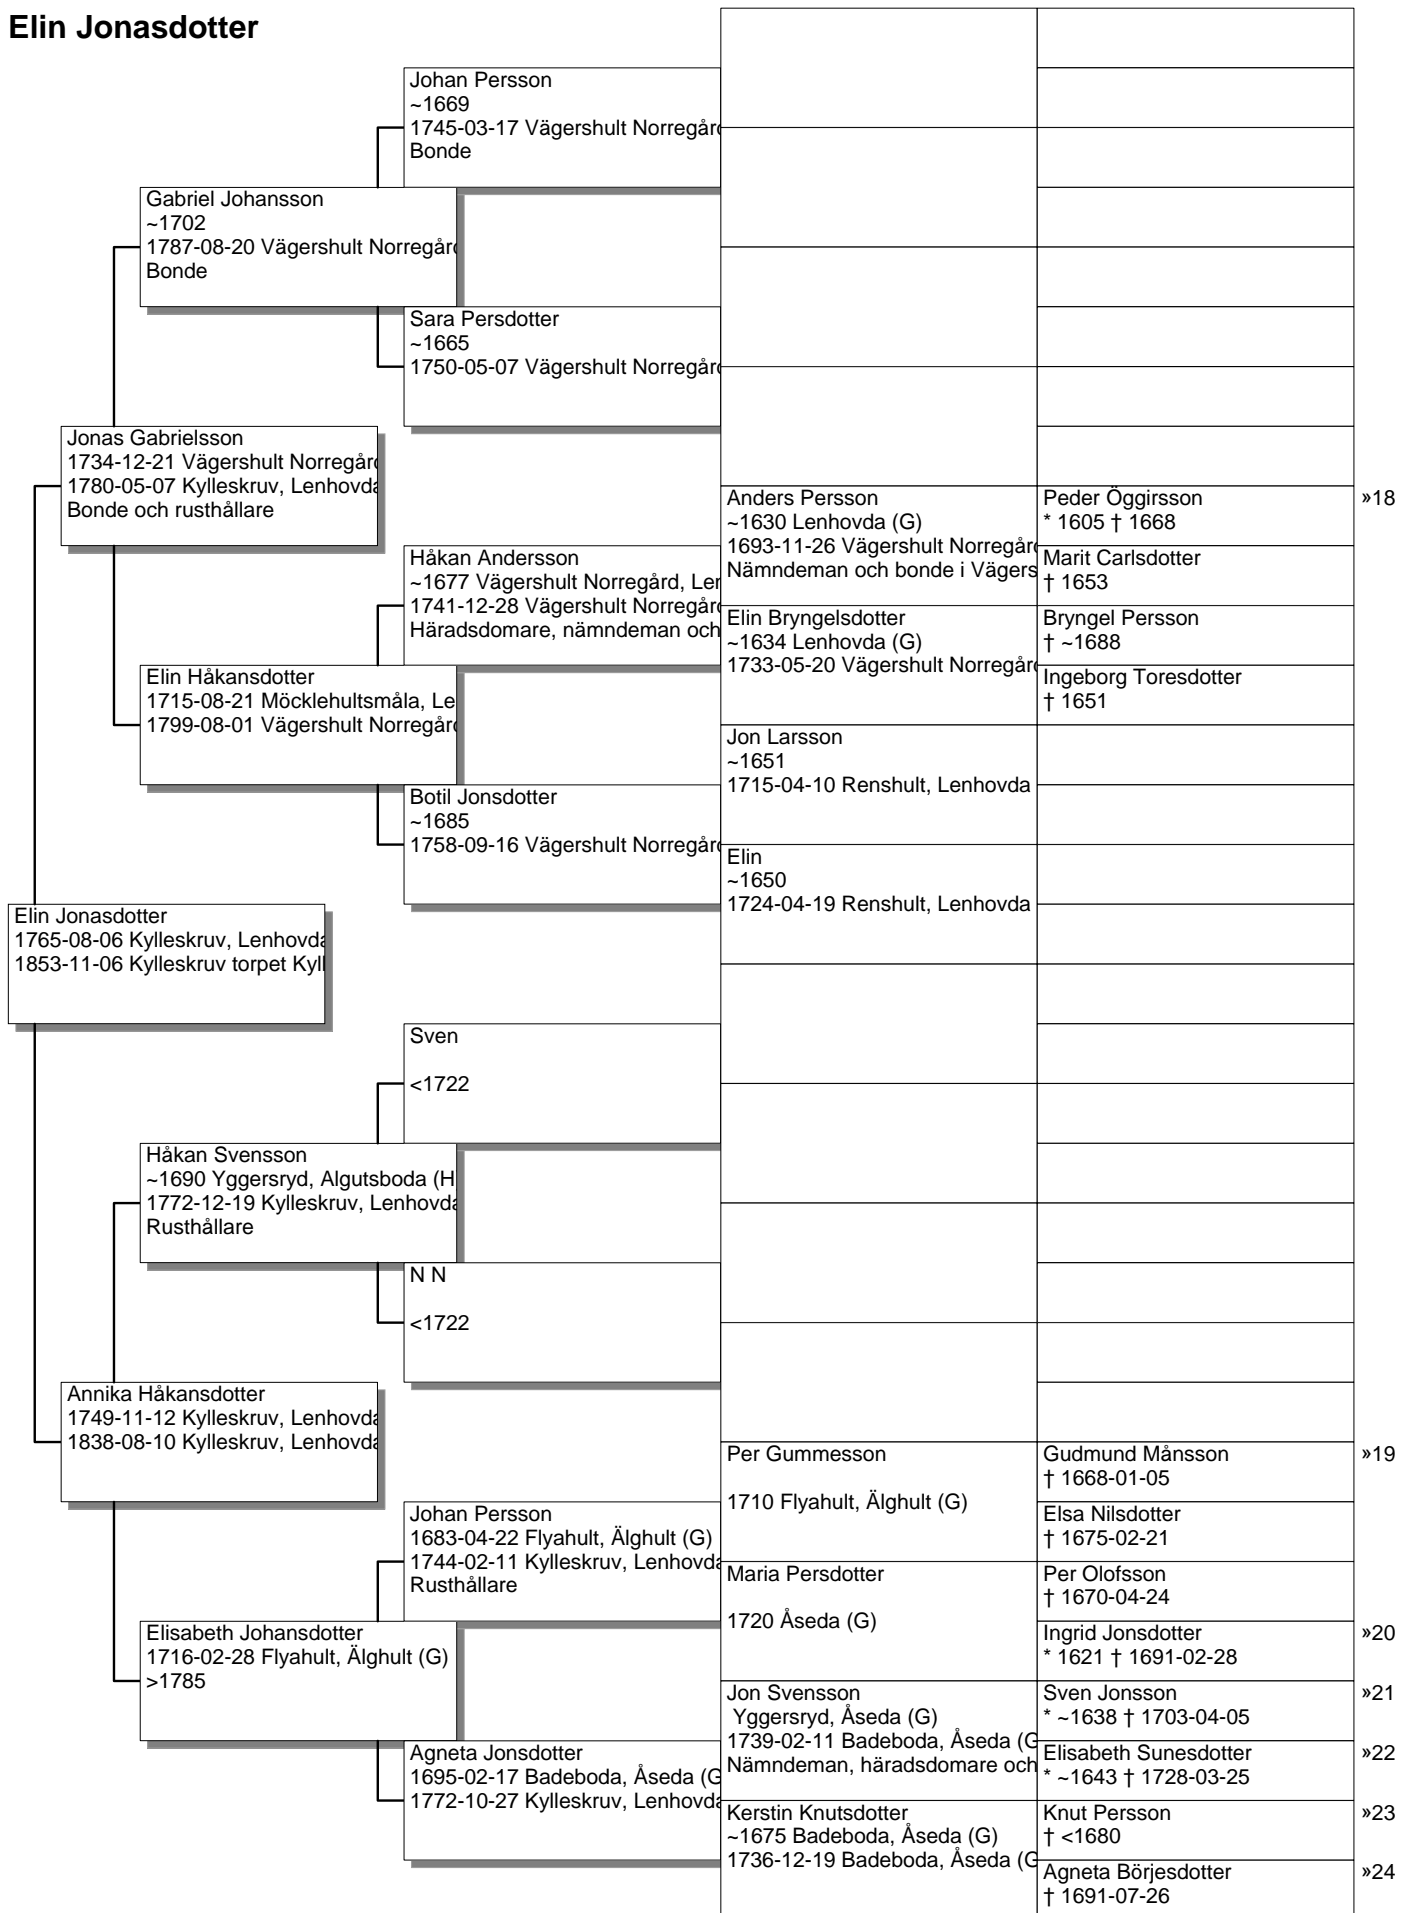 Elin Jonasdotter
Johan Persson
~1669
1745-03-17 Vägershult Norregård
Bonde
Gabriel Johansson
~1702
1787-08-20 Vägershult Norregård
Bonde
Sara Persdotter
~1665
1750-05-07 Vägershult Norregård
Jonas Gabrielsson
1734-12-21 Vägershult Norregård
1780-05-07 Kylleskruv, Lenhovda
Bonde och rusthållare
Håkan Andersson
~1677 Vägershult Norregård, Len
1741-12-28 Vägershult Norregård
Häradsdomare, nämndeman och
Elin Håkansdotter
1715-08-21 Möcklehultsmåla, Le
1799-08-01 Vägershult Norregård
Botil Jonsdotter
~1685
1758-09-16 Vägershult Norregård
Anders Persson
~1630 Lenhovda (G)
1693-11-26 Vägershult Norregård
Nämndeman och bonde i Vägers
Elin Bryngelsdotter
~1634 Lenhovda (G)
1733-05-20 Vägershult Norregård
Jon Larsson
~1651
1715-04-10 Renshult, Lenhovda
Elin
~1650
1724-04-19 Renshult, Lenhovda
Peder Öggirsson
* 1605 † 1668
»18
Marit Carlsdotter
† 1653
Bryngel Persson
† ~1688
Ingeborg Toresdotter
† 1651
Elin Jonasdotter
1765-08-06 Kylleskruv, Lenhovda
1853-11-06 Kylleskruv torpet Kyll
Sven
<1722
Håkan Svensson
~1690 Yggersryd, Algutsboda (H
1772-12-19 Kylleskruv, Lenhovda
Rusthållare
N N
<1722
Annika Håkansdotter
1749-11-12 Kylleskruv, Lenhovda
1838-08-10 Kylleskruv, Lenhovda
Johan Persson
1683-04-22 Flyahult, Älghult (G)
1744-02-11 Kylleskruv, Lenhovda
Rusthållare
Elisabeth Johansdotter
1716-02-28 Flyahult, Älghult (G)
>1785
Agneta Jonsdotter
1695-02-17 Badeboda, Åseda (G
1772-10-27 Kylleskruv, Lenhovda
Per Gummesson
1710 Flyahult, Älghult (G)
Maria Persdotter
1720 Åseda (G)
Jon Svensson
Yggersryd, Åseda (G)
1739-02-11 Badeboda, Åseda (G
Nämndeman, häradsdomare och
Kerstin Knutsdotter
~1675 Badeboda, Åseda (G)
1736-12-19 Badeboda, Åseda (G
Gudmund Månsson
† 1668-01-05
»19
Elsa Nilsdotter
† 1675-02-21
Per Olofsson
† 1670-04-24
Ingrid Jonsdotter
* 1621 † 1691-02-28
»20
Sven Jonsson
* ~1638 † 1703-04-05
»21
Elisabeth Sunesdotter
* ~1643 † 1728-03-25
»22
Knut Persson
† <1680
»23
Agneta Börjesdotter
† 1691-07-26
»24